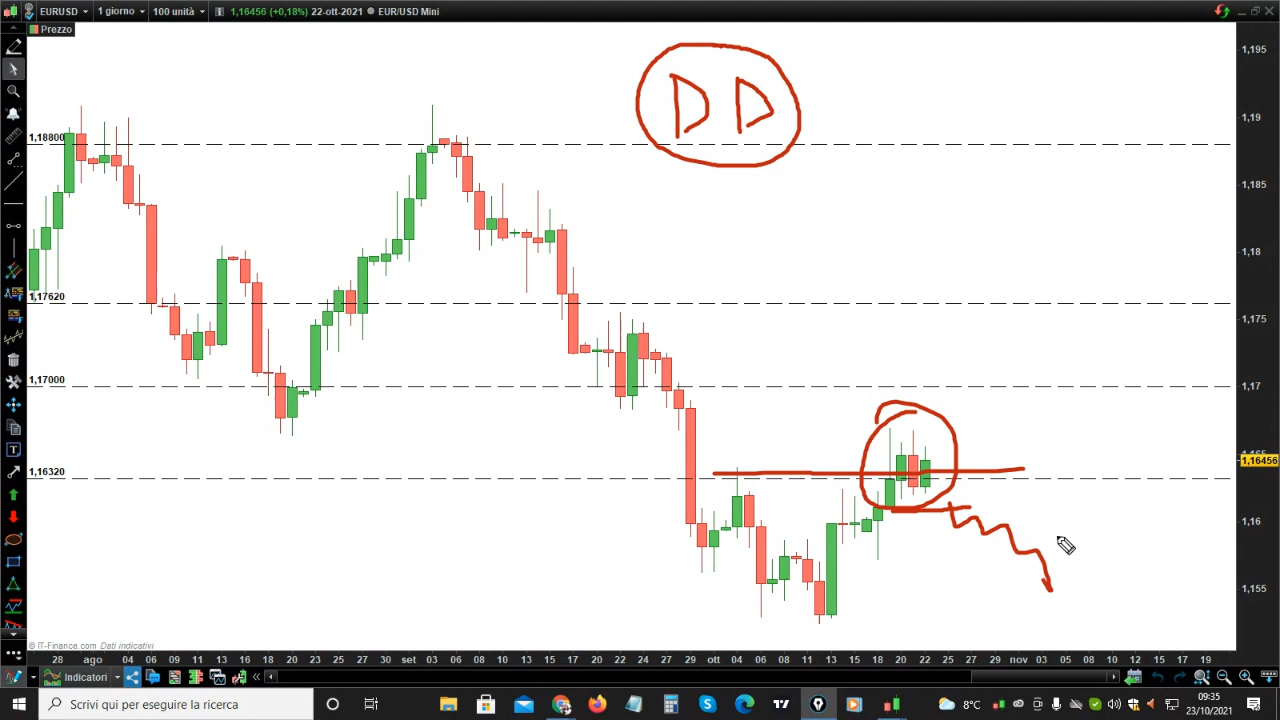 EURUSD 1 giorno 100 unità 1,16456 (+0,18%) 22-ott-2021 EUR/USD Mini
Prezzo
DD
1,18800
1,17620
1,17000
1,16320
1,195
1,19
1,185
1,18
1,175
1,17
1,16456
1,16
1,155
© IT-Finance.com Dati indicativi
28 ago 04 06 09 11 13 16 18 20 23 25 27 30 set 03 06 08 10 13 15 17 20 22 24 27 29 ott 04 06 08 11 13 15 18 20 22 25 27 29 nov 03 05 08 10 12 15 17 19
Indicatori
Scrivi qui per eseguire la ricerca
8°C
09:35
23/10/2021